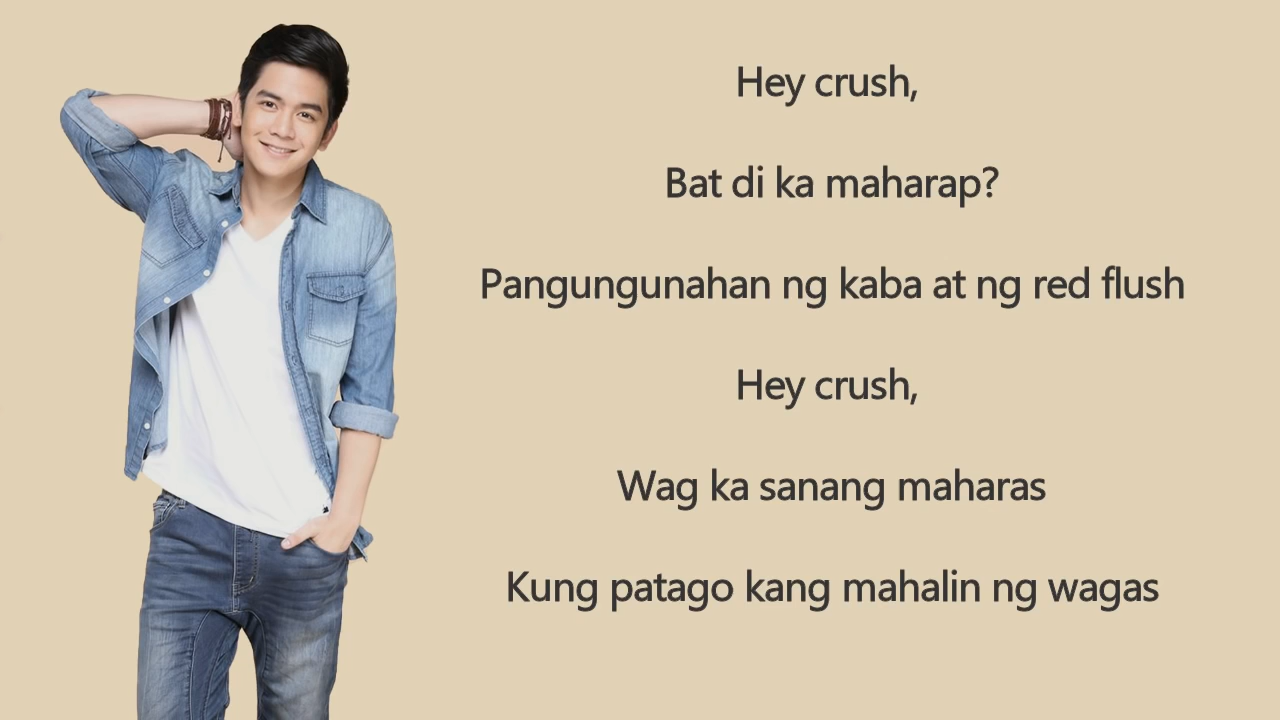 Hey crush,
Bat di ka maharap?
Pangungunahan ng kaba at ng red flush
Hey crush,
Wag ka sanang maharas
Kung patago kang mahalin ng wagas